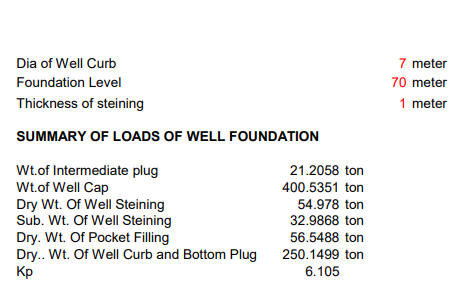 Dia of Well Curb 7 meter
Foundation Level 70 meter
Thickness of steining 1 meter
SUMMARY OF LOADS OF WELL FOUNDATION
Wt.of Intermediate plug 21.2058 ton
Wt.of Well Cap 400.5351 ton
Dry Wt. Of Well Steining 54.978 ton
Sub. Wt. Of Well Steining 32.9868 ton
Dry. Wt. Of Pocket Filling 56.5488 ton
Dry.. Wt. Of Well Curb and Bottom Plug 250.1499 ton
Kp 6.105